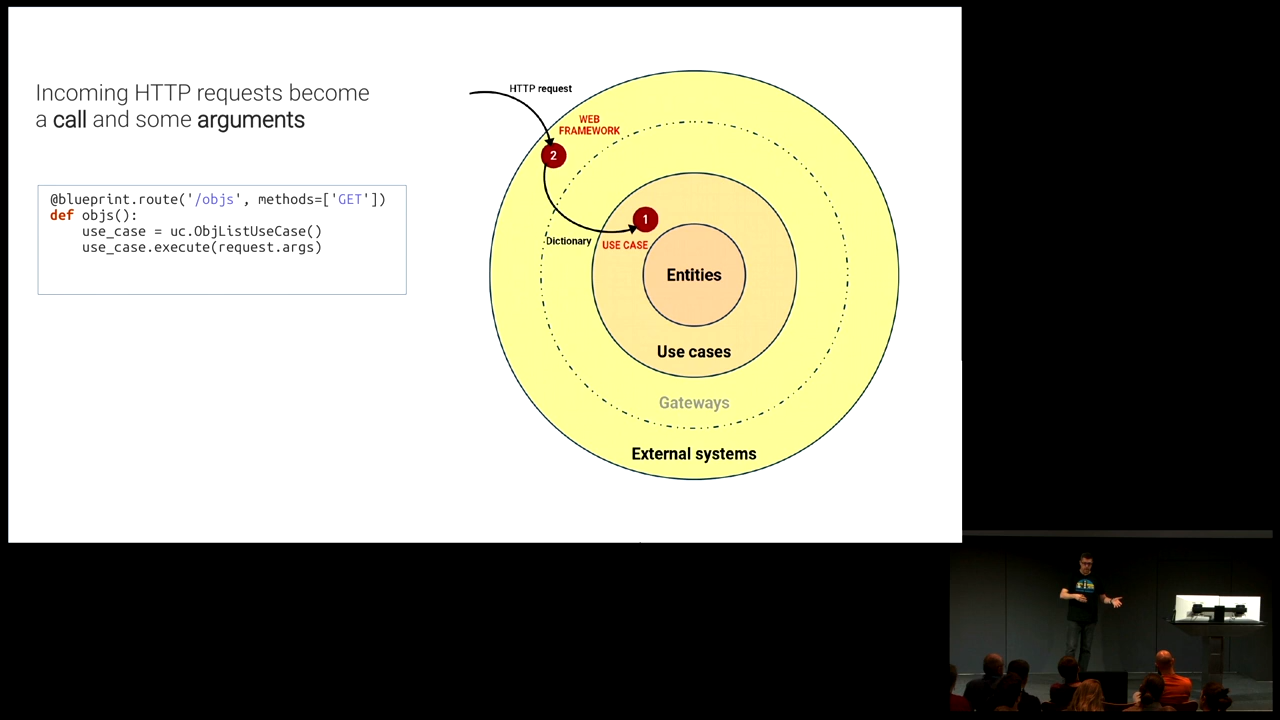 Incoming HTTP requests become
a call and some arguments
@blueprint.route('/objs', methods=['GET'])
def objs():
    use_case = uc.ObjListUseCase()
    use_case.execute(request.args)
HTTP request
WEB
FRAMEWORK
2
1
Dictionary
USE CASE
Entities
Use cases
Gateways
External systems